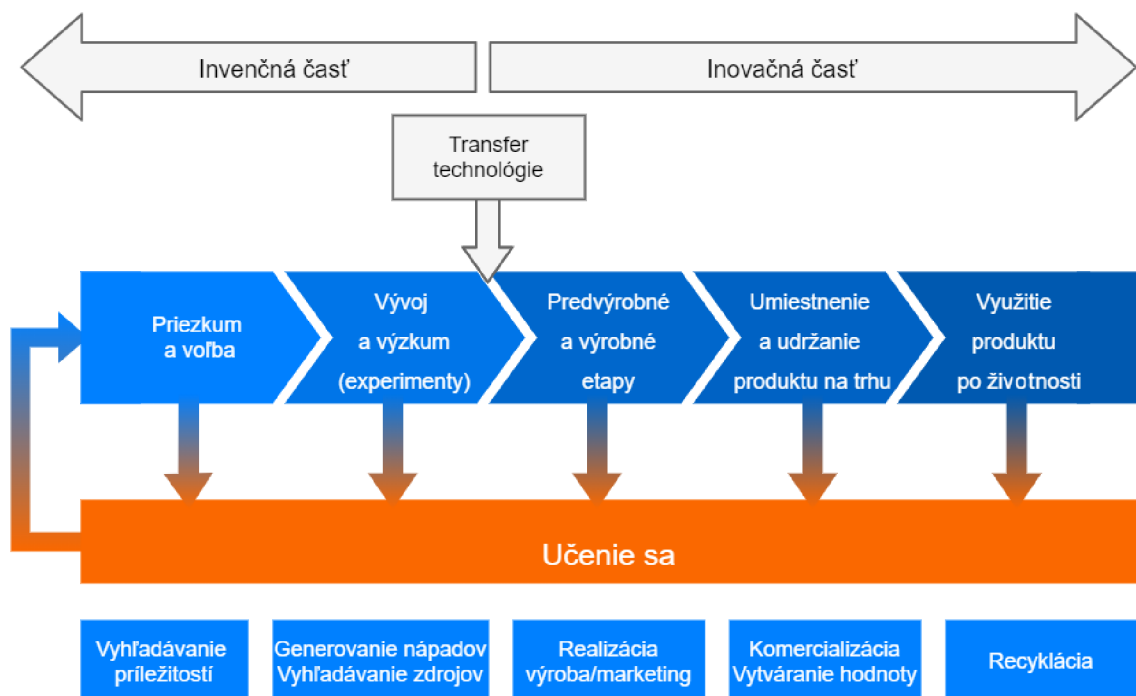 Invenčná časť
Inovačná časť
Transfer
technológie
Priezkum
a voľba
Vývoj
a výzkum
(experimenty)
Predvýrobné
a výrobné
etapy
Umiestnenie
a udržanie
produktu na trhu
Využitie
produktu
po životnosti
Učenie sa
Vyhľadávanie
príležitostí
Generovanie nápadov
Vyhľadávanie zdrojov
Realizácia
výroba/marketing
Komercializácia
Vytváranie hodnoty
Recyklácia